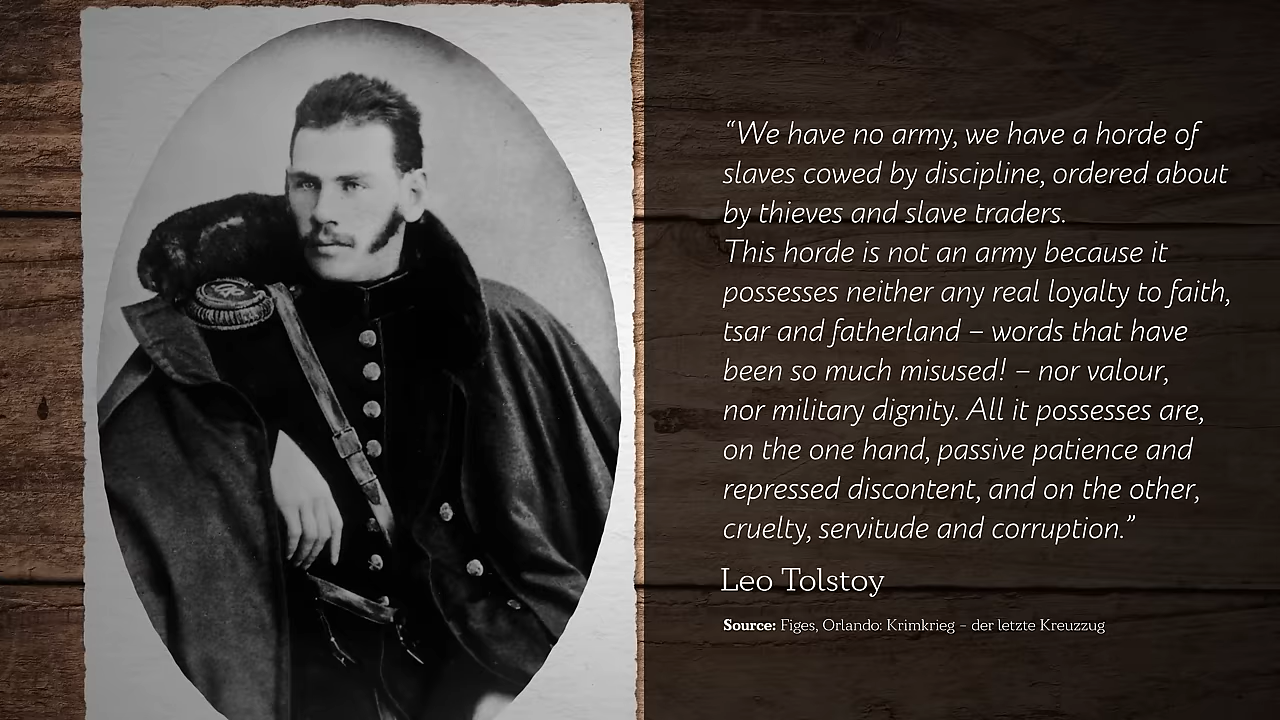 “We have no army, we have a horde of
slaves cowed by discipline, ordered about
by thieves and slave traders.
This horde is not an army because it
possesses neither any real loyalty to faith,
tsar and fatherland – words that have
been so much misused! – nor valour,
nor military dignity. All it possesses are,
on the one hand, passive patience and
repressed discontent, and on the other,
cruelty, servitude and corruption.”
Leo Tolstoy
Source: Figes, Orlando: Krimkrieg – der letzte Kreuzzug